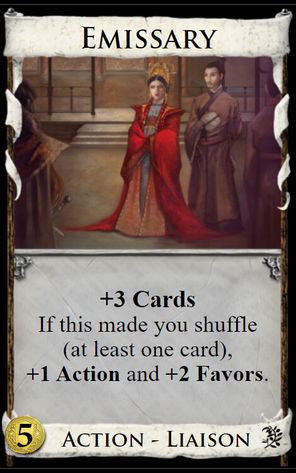 EMISSARY
+3 Cards
If this made you shuffle
(at least one card),
+1 Action and +2 Favors.
5 ACTION - LIAISON